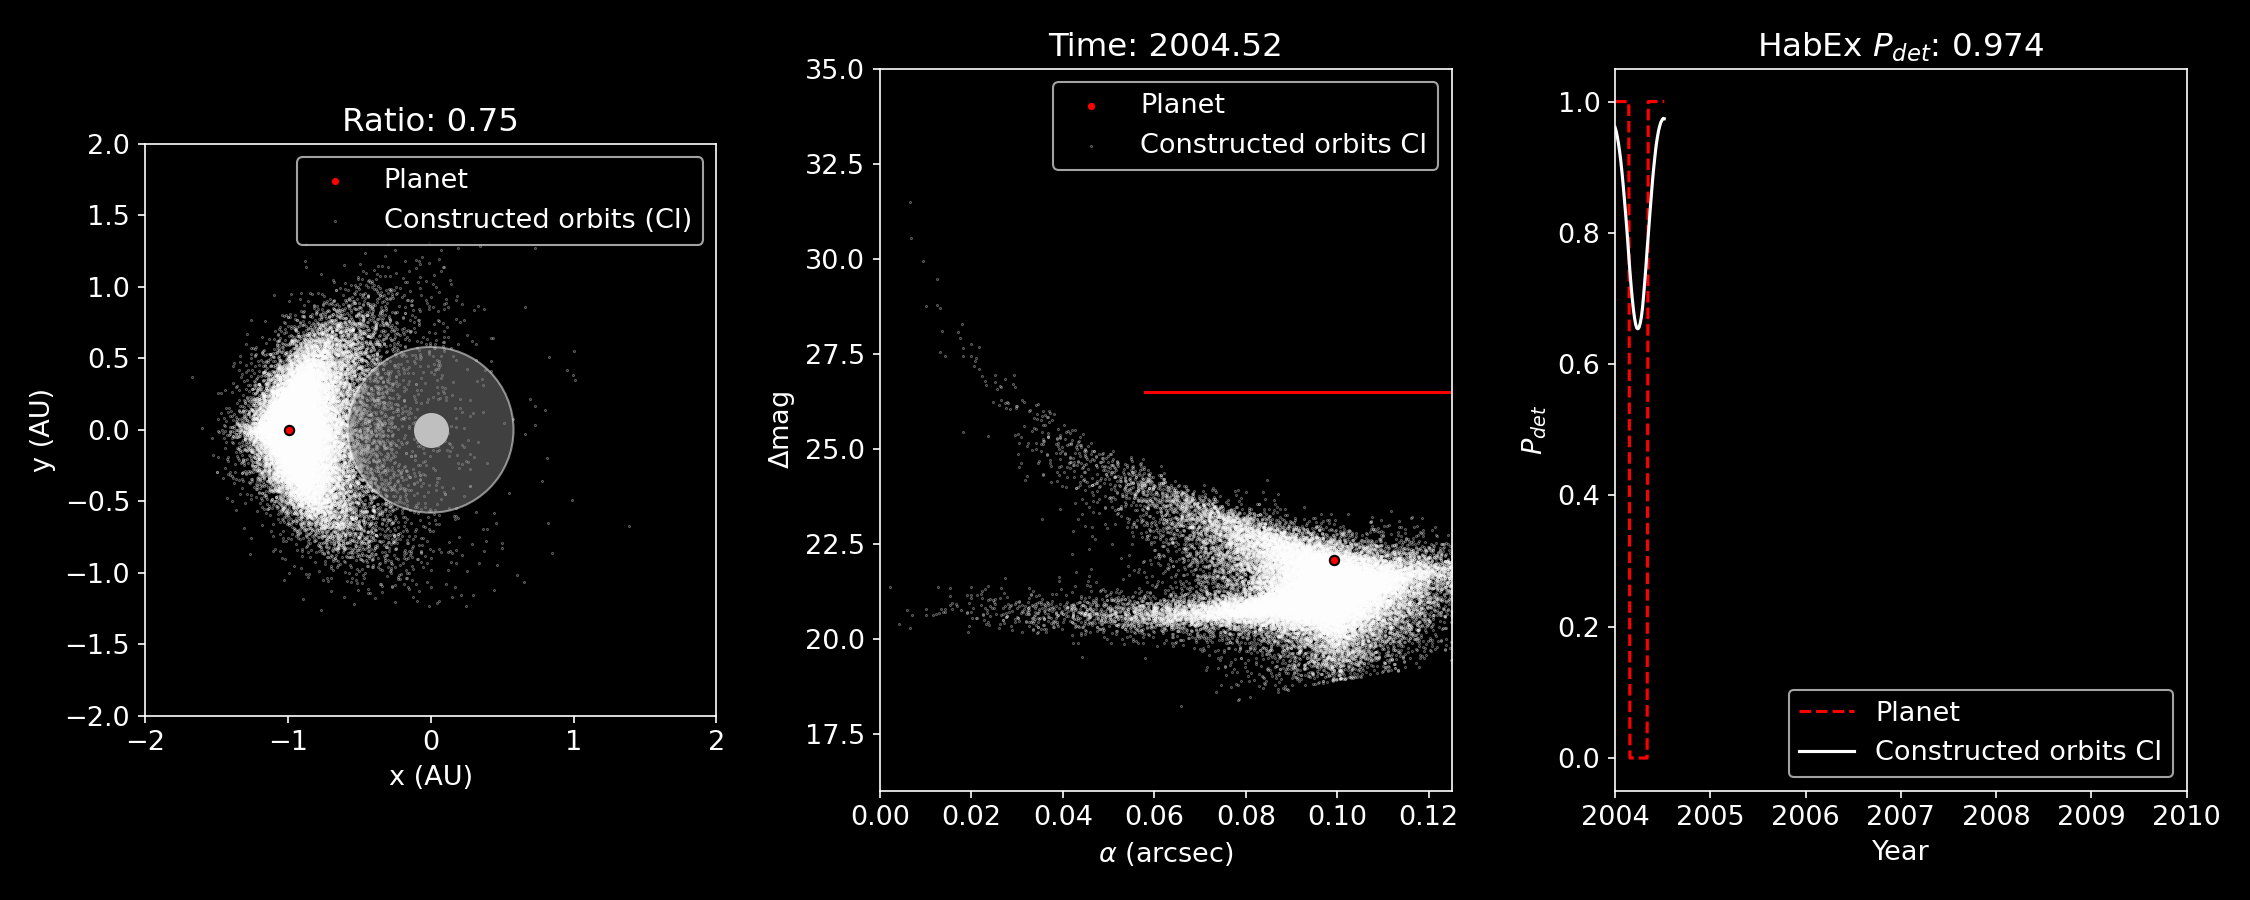 Ratio: 0.75
2.0
1.5
1.0
0.5
0.0
−0.5
−1.0
−1.5
−2.0
−2 −1 0 1 2
x (AU)
y (AU)
Planet
Constructed orbits (CI)
Time: 2004.52
35.0
32.5
30.0
27.5
25.0
22.5
20.0
17.5
0.00 0.02 0.04 0.06 0.08 0.10 0.12
α (arcsec)
Δmag
Planet
Constructed orbits CI
HabEx P_det: 0.974
1.0
0.8
0.6
0.4
0.2
0.0
2004 2005 2006 2007 2008 2009 2010
Year
P_det
Planet
Constructed orbits CI